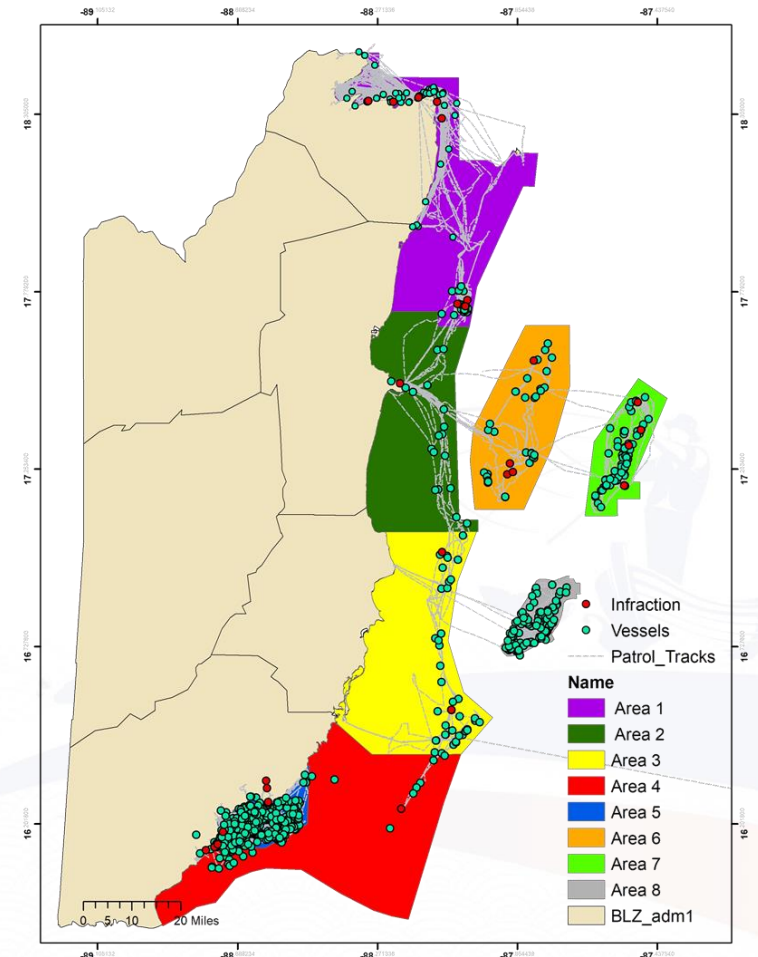 -89
-88
-88
-87
-87
18
18
17
17
17
17
16
16
16
16
Infraction
Vessels
Patrol_Tracks
Name
Area 1
Area 2
Area 3
Area 4
Area 5
Area 6
Area 7
Area 8
BLZ_adm1
0 5 10 20 Miles
-89
-88
-88
-87
-87